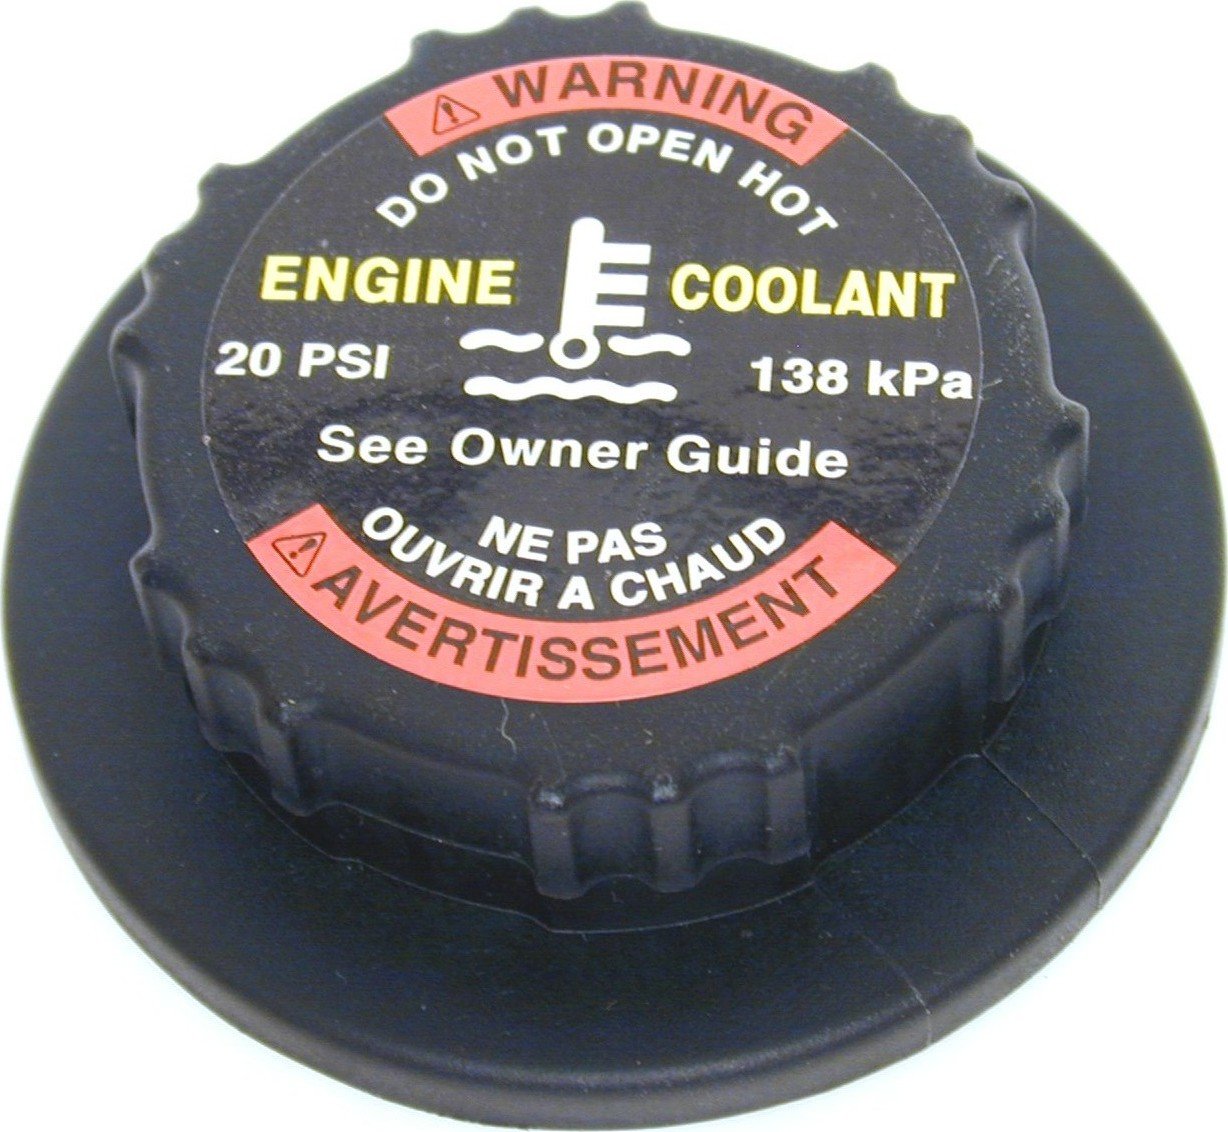 WARNING
DO NOT OPEN HOT
ENGINE COOLANT
20 PSI 138 kPa
See Owner Guide
NE PAS
OUVRIR A CHAUD
AVERTISSEMENT